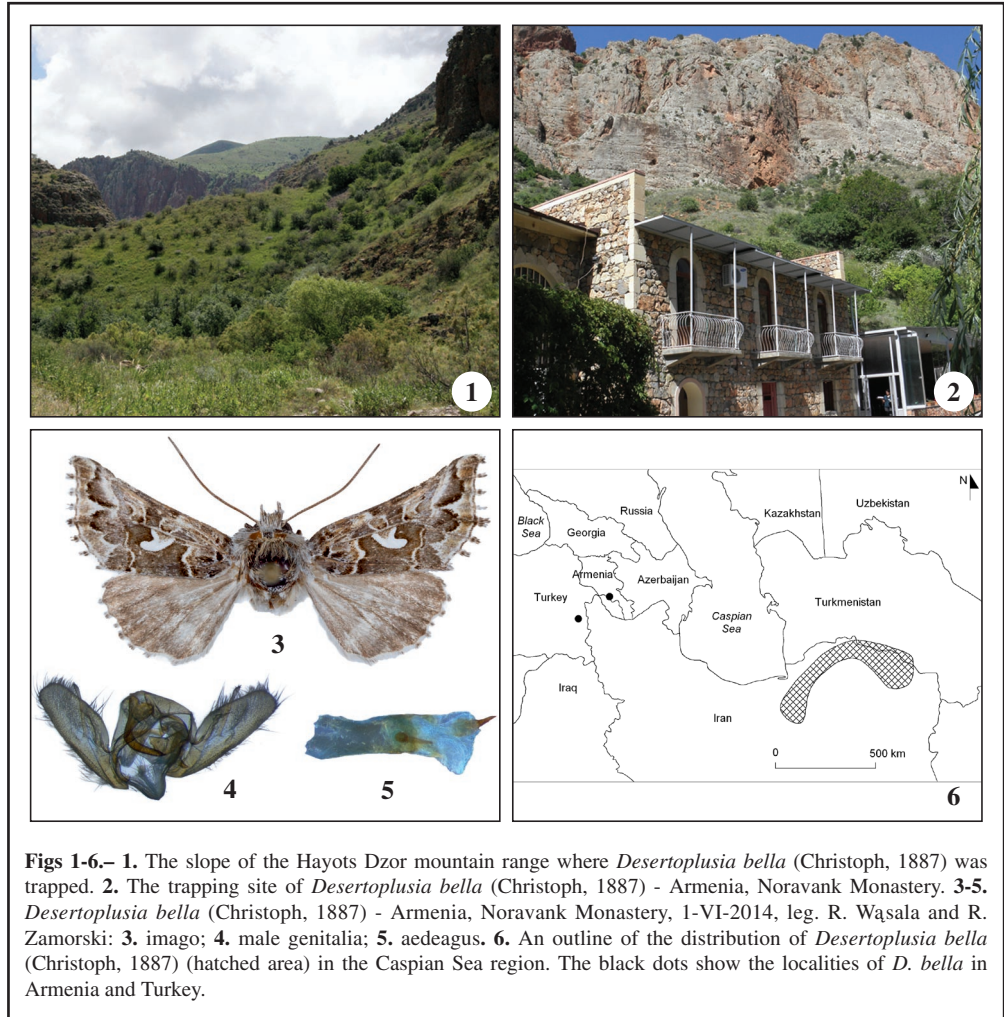 1
2
3
4
5
N
Russia
Kazakhstan
Uzbekistan
Black
Sea
Georgia
Armenia
Azerbaijan
Turkey
Turkmenistan
Caspian
Sea
Iraq
Iran
0 500 km
6
Figs 1-6.– 1. The slope of the Hayots Dzor mountain range where Desertoplusia bella (Christoph, 1887) was
trapped. 2. The trapping site of Desertoplusia bella (Christoph, 1887) - Armenia, Noravank Monastery. 3-5.
Desertoplusia bella (Christoph, 1887) - Armenia, Noravank Monastery, 1-VI-2014, leg. R. Wąsala and R.
Zamorski: 3. imago; 4. male genitalia; 5. aedeagus. 6. An outline of the distribution of Desertoplusia bella
(Christoph, 1887) (hatched area) in the Caspian Sea region. The black dots show the localities of D. bella in
Armenia and Turkey.